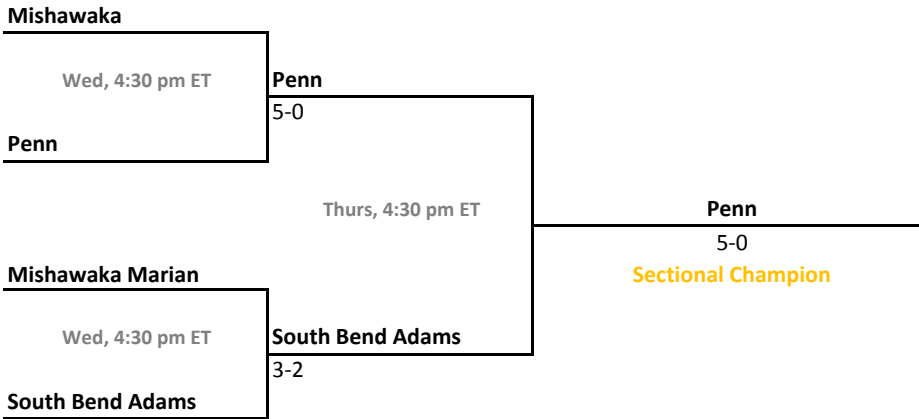 Mishawaka
Wed, 4:30 pm ET
Penn
5-0
Penn
Thurs, 4:30 pm ET
Penn
5-0
Sectional Champion
Mishawaka Marian
Wed, 4:30 pm ET
South Bend Adams
3-2
South Bend Adams